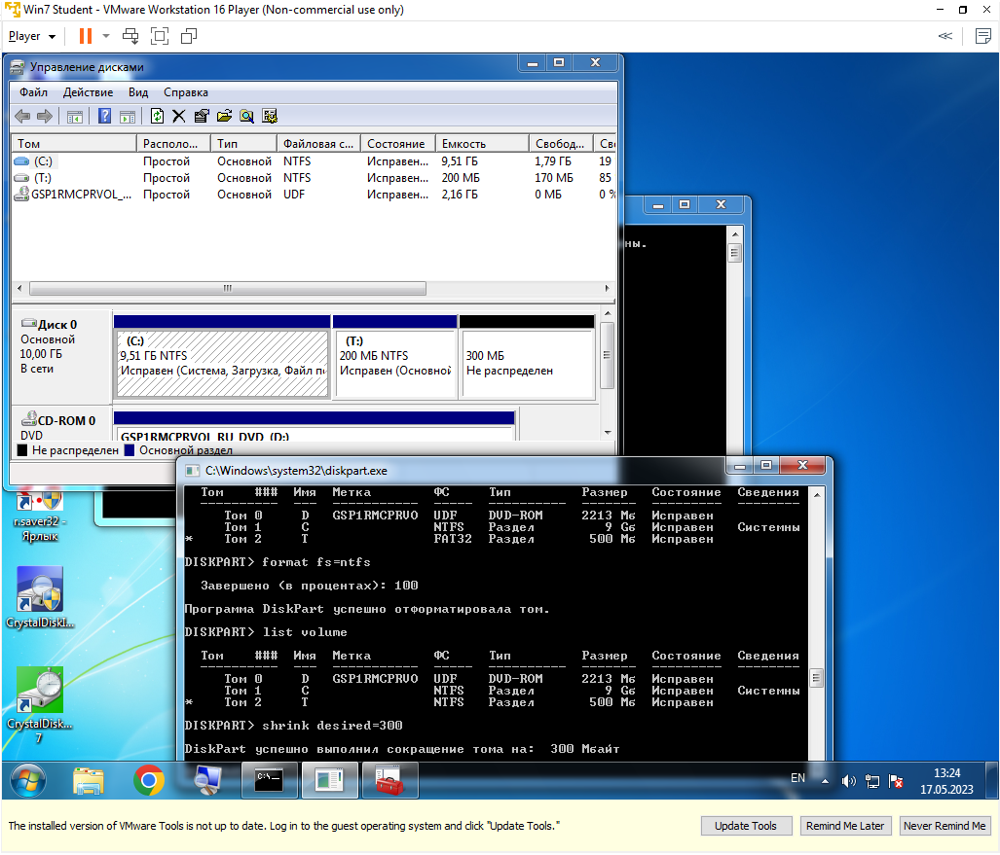 Win7 Student - VMware Workstation 16 Player (Non-commercial use only)
Player
Управление дисками
Файл Действие Вид Справка
Том Располо... Тип Файловая с... Состояние Емкость Свобод...
(C:) Простой Основной NTFS Исправен... 9,51 ГБ 1,79 ГБ 19
(T:) Простой Основной NTFS Исправен... 200 МБ 170 МБ 85
GSP1RMCPRVOL_... Простой Основной UDF Исправен... 2,16 ГБ 0 МБ 0 %
ны.
Диск 0
Основной
10,00 ГБ
В сети
(C:)
9,51 ГБ NTFS
Исправен (Система, Загрузка, Файл п
(T:)
200 МБ NTFS
Исправен (Основной
300 МБ
Не распределен
CD-ROM 0
DVD
GSP1RMCPRVOL_RU_DVD (D:)
Не распределен Основной раздел
C:\Windows\system32\diskpart.exe
Том ### Имя Метка ФС Тип Размер Состояние Сведения
Том 0 D GSP1RMCPRVO UDF DVD-ROM 2213 Мб Исправен
Том 1 C NTFS Раздел 9 Gб Исправен Системны
* Том 2 T FAT32 Раздел 500 Мб Исправен
DISKPART> format fs=ntfs
Завершено (в процентах): 100
Программа DiskPart успешно отформатировала том.
DISKPART> list volume
Том ### Имя Метка ФС Тип Размер Состояние Сведения
Том 0 D GSP1RMCPRVO UDF DVD-ROM 2213 Мб Исправен
Том 1 C NTFS Раздел 9 Gб Исправен Системны
* Том 2 T NTFS Раздел 500 Мб Исправен
DISKPART> shrink desired=300
DiskPart успешно выполнил сокращение тома на: 300 Мбайт
r.saver32 -
Ярлык
CrystalDiskI...
CrystalDisk...
7
EN
13:24
17.05.2023
The installed version of VMware Tools is not up to date. Log in to the guest operating system and click "Update Tools."
Update Tools
Remind Me Later
Never Remind Me